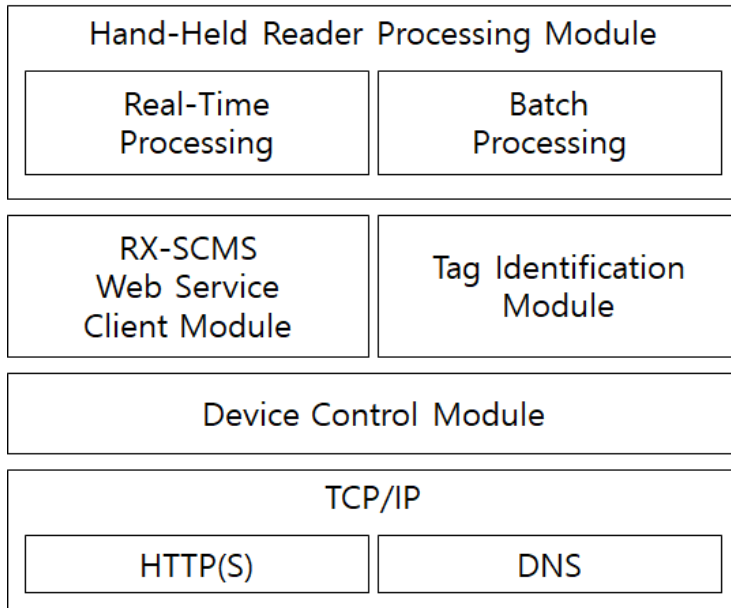 Hand-Held Reader Processing Module
Real-Time
Processing
Batch
Processing
RX-SCMS
Web Service
Client Module
Tag Identification
Module
Device Control Module
TCP/IP
HTTP(S)
DNS